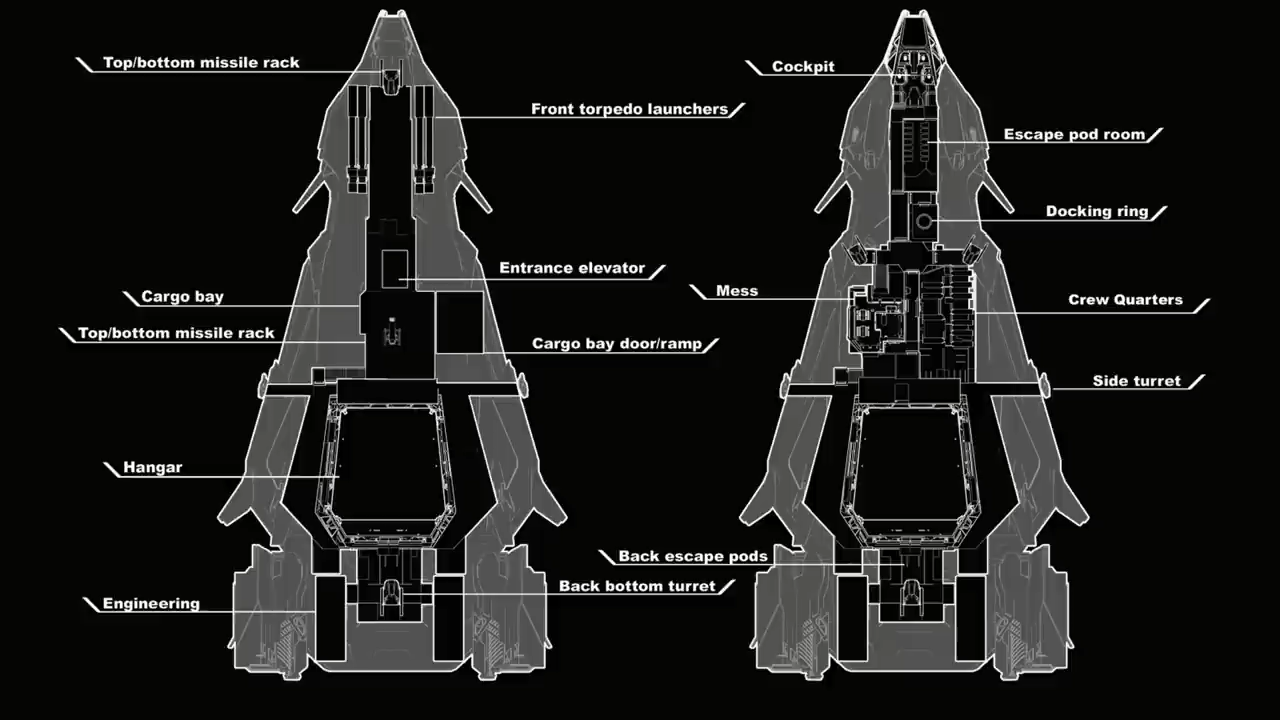 Top/bottom missile rack
Front torpedo launchers
Entrance elevator
Cargo bay
Top/bottom missile rack
Cargo bay door/ramp
Hangar
Back bottom turret
Engineering
Cockpit
Escape pod room
Docking ring
Mess
Crew Quarters
Side turret
Back escape pods